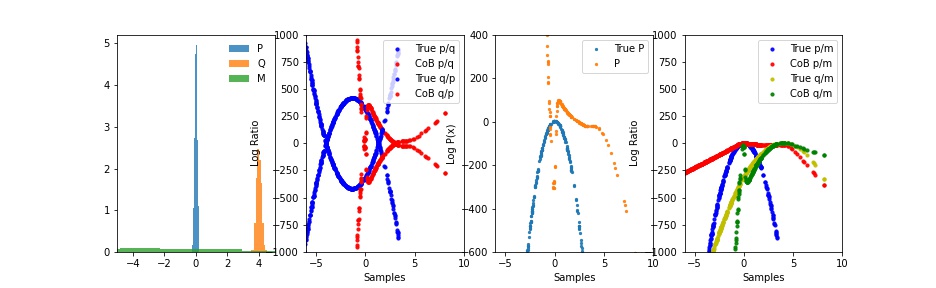 5
4
3
2
1
0
−4 −2 0 2 4
P
Q
M
Log Ratio
1000
750
500
250
0
−250
−500
−750
−1000
−5 0 5 10
Samples
True p/q
CoB p/q
True q/p
CoB q/p
Log P(x)
400
200
0
−200
−400
−600
−5 0 5 10
Samples
True P
P
Log Ratio
1000
750
500
250
0
−250
−500
−750
−1000
−5 0 5 10
Samples
True p/m
CoB p/m
True q/m
CoB q/m